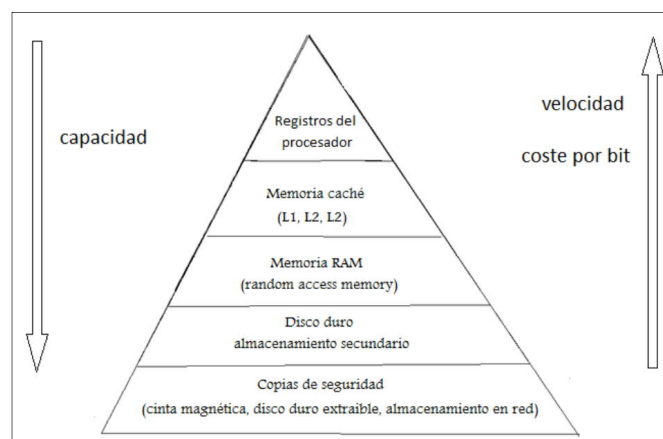 capacidad
velocidad
coste por bit
Registros del
procesador
Memoria caché
(L1, L2, L2)
Memoria RAM
(random access memory)
Disco duro
almacenamiento secundario
Copias de seguridad
(cinta magnética, disco duro extraible, almacenamiento en red)